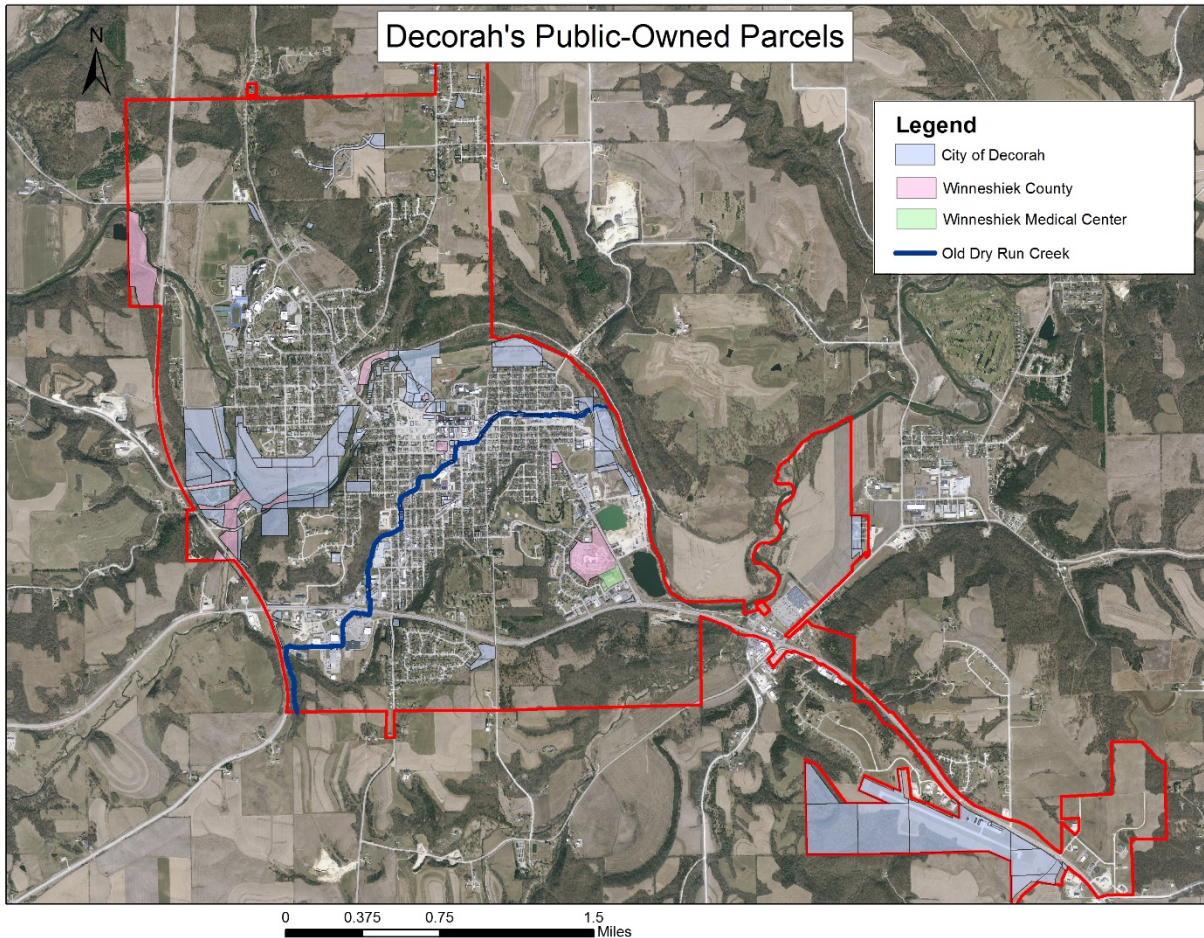 Decorah's Public-Owned Parcels
N
Legend
City of Decorah
Winneshiek County
Winneshiek Medical Center
Old Dry Run Creek
0 0.375 0.75 1.5
Miles